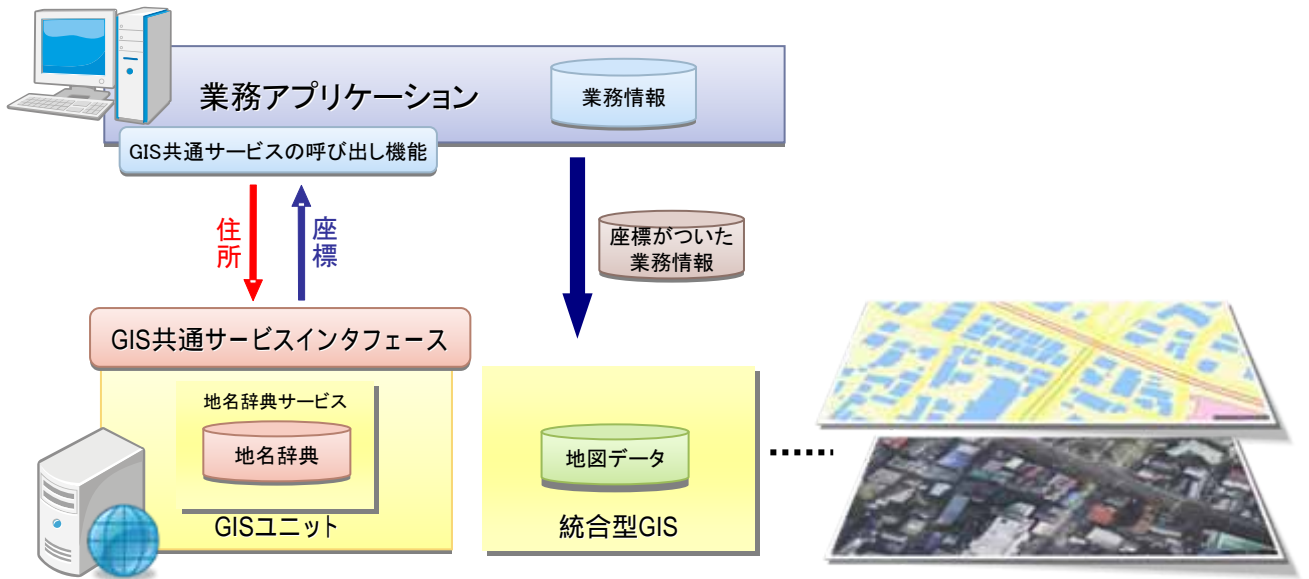 業務アプリケーション
業務情報
GIS共通サービスの呼び出し機能
住所
座標
座標がついた
業務情報
GIS共通サービスインタフェース
地名辞典サービス
地名辞典
GISユニット
地図データ
統合型GIS